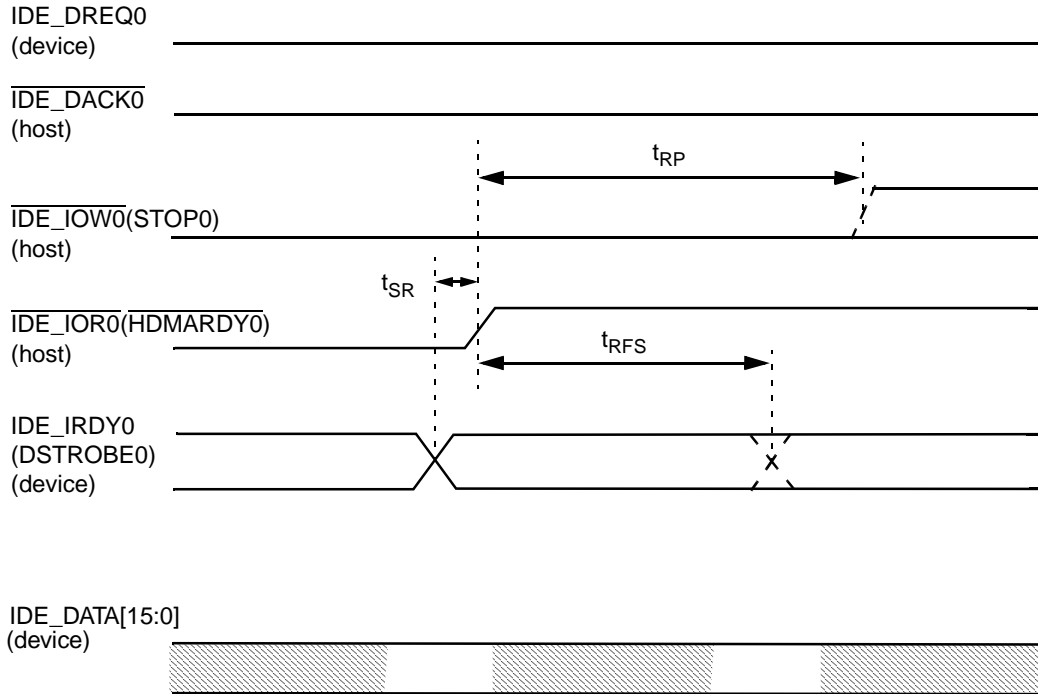 IDE_DREQ0
(device)
IDE_DACK0
(host)
tRP
IDE_IOW0(STOP0)
(host)
tSR
IDE_IOR0(HDMARDY0)
(host)
tRFS
IDE_IRDY0
(DSTROBE0)
(device)
IDE_DATA[15:0]
(device)